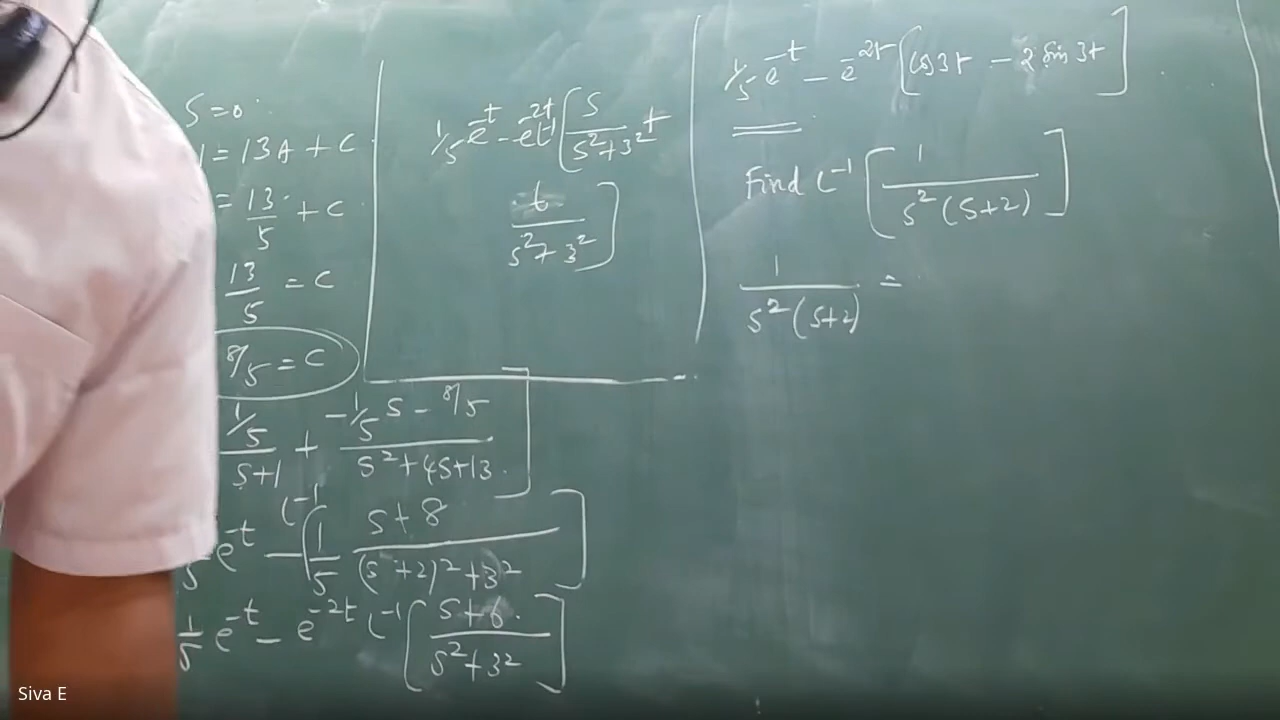 S=0
1=13A+C
= 13/5 + C
13/5 = C
8/5 = C
1/5/(s+1) + (-1/5 s - 8/5)/(s²+4s+13)
5 e^-t - L^-1[1/5 (s+8)/((s+2)²+3²)]
1/5 e^-t - e^-2t L^-1[(s+6)/(s²+3²)]
1/5 e^-t - e^-2t L^-1[s/(s²+3²) +
6/(s²+3²)]
1/5 e^-t - e^-2t [cos3t - 2 sin 3t]
Find L^-1 [1/(s²(s+2))]
1/(s²(s+2)) =
Siva E